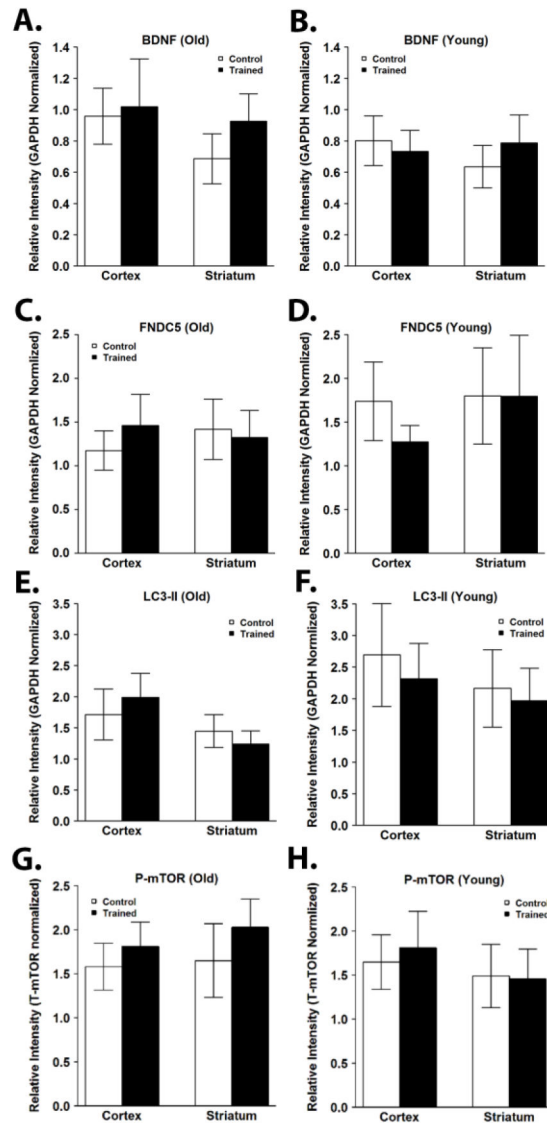 A.
BDNF (Old)
Control
Trained
Relative Intensity (GAPDH Normalized)
1.4
1.2
1.0
0.8
0.6
0.4
0.2
0.0
Cortex
Striatum
B.
BDNF (Young)
Control
Trained
Relative Intensity (GAPDH Normalized)
1.4
1.2
1.0
0.8
0.6
0.4
0.2
0.0
Cortex
Striatum
C.
FNDC5 (Old)
Control
Trained
Relative Intensity (GAPDH Normlized)
2.5
2.0
1.5
1.0
0.5
0.0
Cortex
Striatum
D.
FNDC5 (Young)
Relative Intensity (GAPDH Normlized)
2.5
2.0
1.5
1.0
0.5
0.0
Cortex
Striatum
E.
LC3-II (Old)
Control
Trained
Relative Intensity (GAPDH Normlized)
3.5
3.0
2.5
2.0
1.5
1.0
0.5
0.0
Cortex
Striatum
F.
LC3-II (Young)
Control
Trained
Relative Intensity (GAPDH Normlized)
3.5
3.0
2.5
2.0
1.5
1.0
0.5
0.0
Cortex
Striatum
G.
P-mTOR (Old)
Control
Trained
Relative Intensity (T-mTOR normalized)
2.5
2.0
1.5
1.0
0.5
0.0
Cortex
Striatum
H.
P-mTOR (Young)
Control
Trained
Relative Intensity (T-mTOR Normlized)
2.5
2.0
1.5
1.0
0.5
0.0
Cortex
Striatum